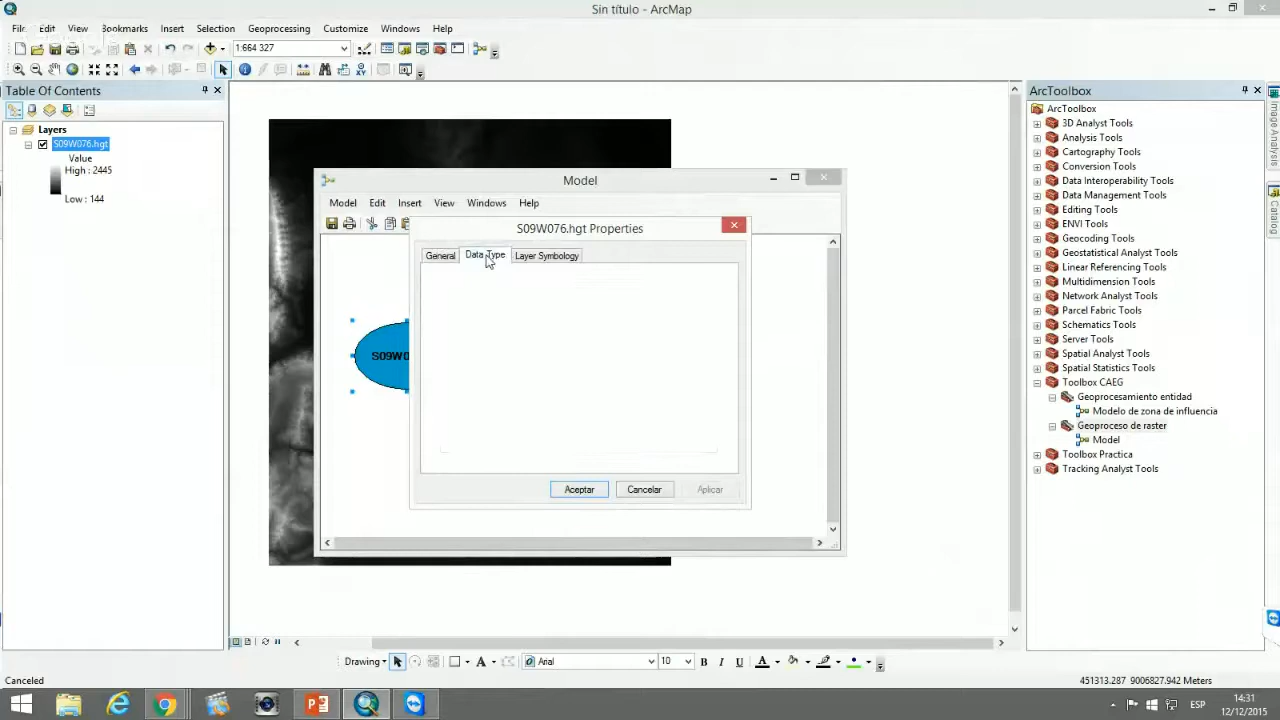 Sin título - ArcMap
File Edit View Bookmarks Insert Selection Geoprocessing Customize Windows Help
1:664 327
Table Of Contents
Layers
S09W076.hgt
Value
High : 2445
Low : 144
Model
Model Edit Insert View Windows Help
S09W076.hgt Properties
General Data Type Layer Symbology
S09W0
Aceptar Cancelar Aplicar
ArcToolbox
ArcToolbox
3D Analyst Tools
Analysis Tools
Cartography Tools
Conversion Tools
Data Interoperability Tools
Data Management Tools
Editing Tools
ENVI Tools
Geocoding Tools
Geostatistical Analyst Tools
Linear Referencing Tools
Multidimension Tools
Network Analyst Tools
Parcel Fabric Tools
Schematics Tools
Server Tools
Spatial Analyst Tools
Spatial Statistics Tools
Toolbox CAEG
Geoprocesamiento entidad
Modelo de zona de influencia
Geoproceso de raster
Model
Toolbox Practica
Tracking Analyst Tools
Image Analysis
Catalog
Drawing Arial 10 B I U A
Canceled
451313.287 9006827.942 Meters
ESP
14:31
12/12/2015